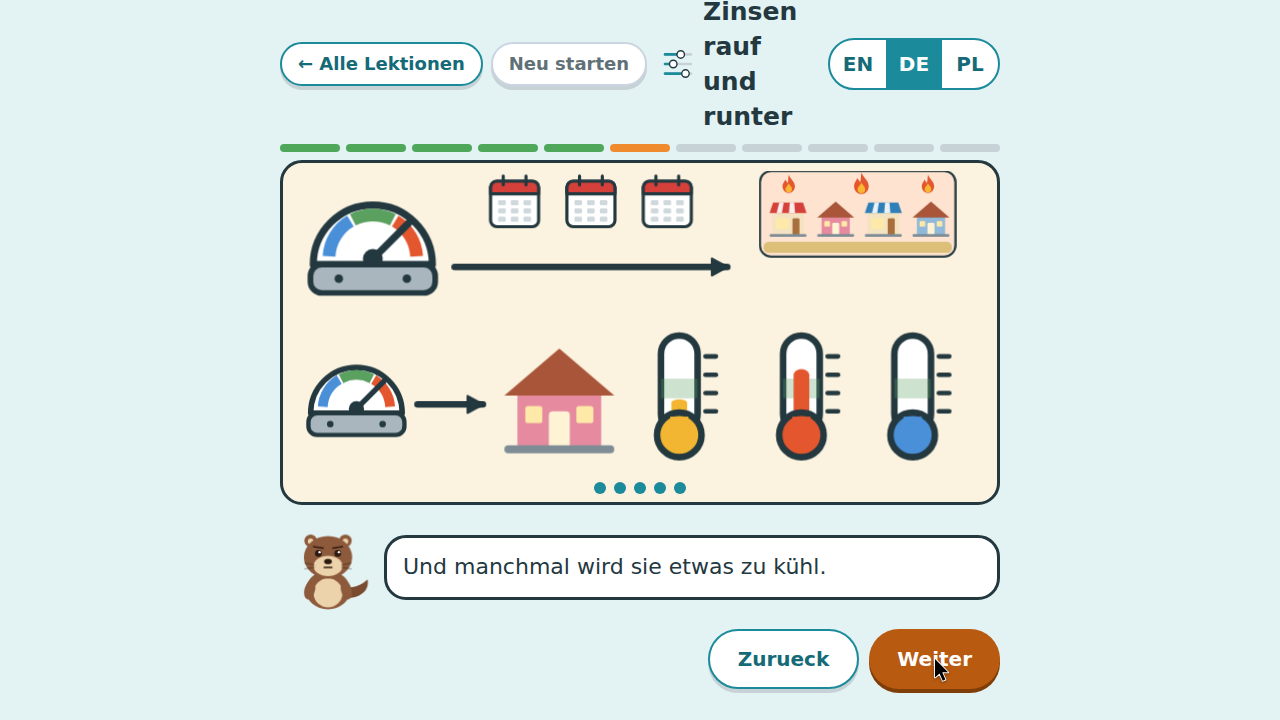 ← Alle Lektionen
Neu starten
Zinsen
rauf
und
runter
EN DE PL
Und manchmal wird sie etwas zu kühl.
Zurueck
Weiter